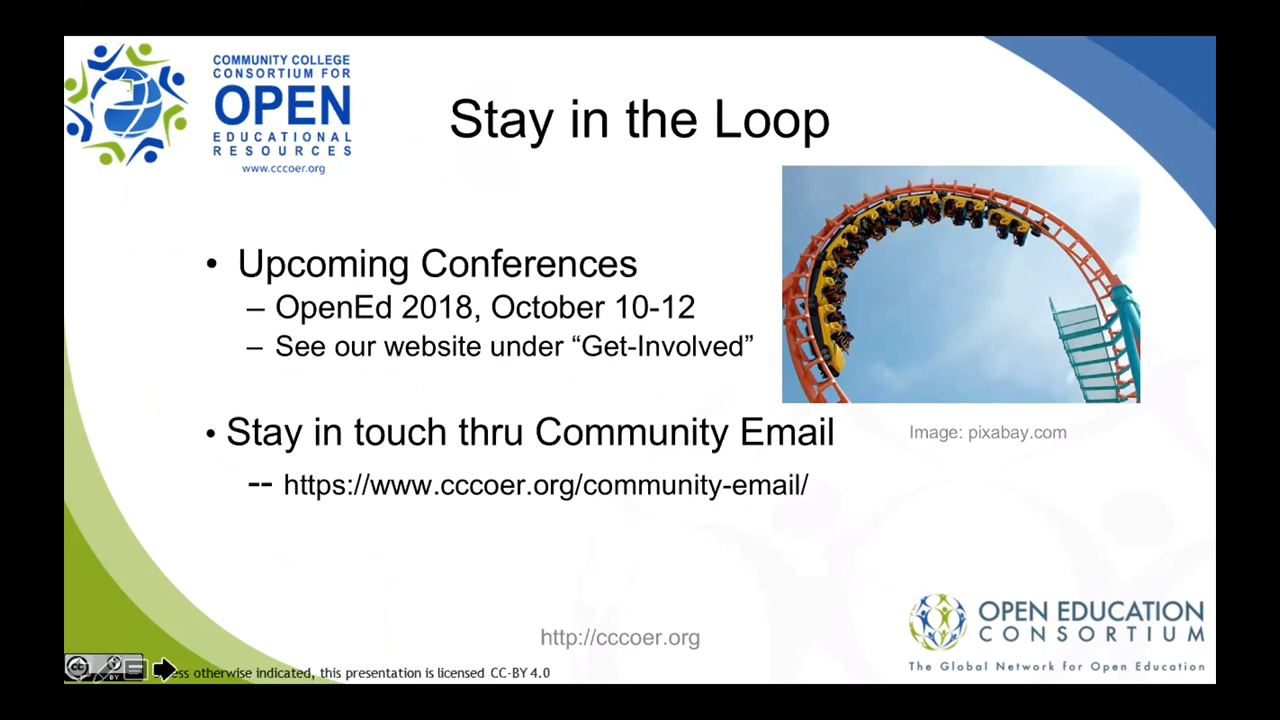 COMMUNITY COLLEGE
CONSORTIUM FOR
OPEN
EDUCATIONAL
RESOURCES
www.cccoer.org
Stay in the Loop
• Upcoming Conferences
– OpenEd 2018, October 10-12
– See our website under “Get-Involved”
• Stay in touch thru Community Email
-- https://www.cccoer.org/community-email/
Image: pixabay.com
OPEN EDUCATION
CONSORTIUM
The Global Network for Open Education
http://cccoer.org
cc
BY
otherwise indicated, this presentation is licensed CC-BY 4.0